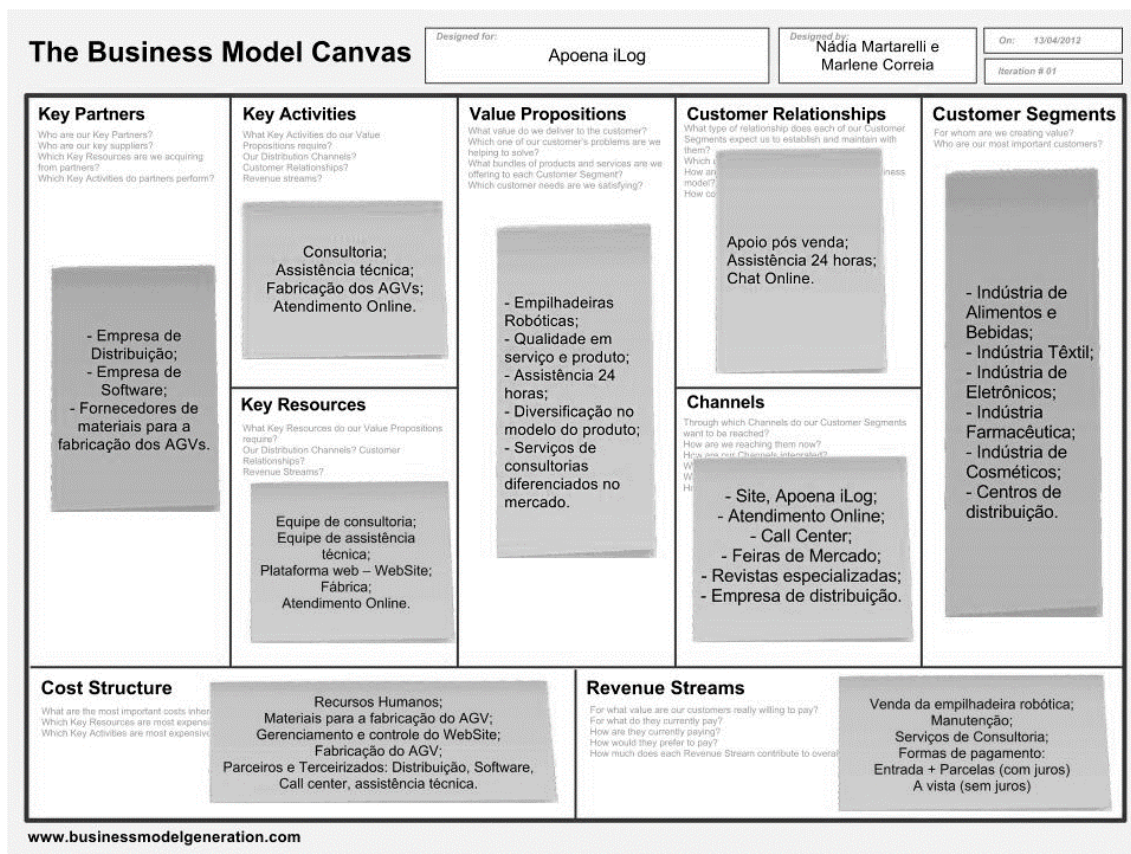 The Business Model Canvas
Designed for:
Apoena iLog
Designed by:
Nádia Martarelli e
Marlene Correia
On: 13/04/2012
Iteration # 01
Key Partners
Who are our Key Partners?
Who are our key suppliers?
Which Key Resources are we acquiring
from partners?
Which Key Activities do partners perform?
- Empresa de
Distribuição;
- Empresa de
Software;
- Fornecedores de
materiais para a
fabricação dos AGVs.
Key Activities
What Key Activities do our Value
Propositions require?
Our Distribution Channels?
Customer Relationships?
Revenue streams?
Consultoria;
Assistência técnica;
Fabricação dos AGVs;
Atendimento Online.
Key Resources
What Key Resources do our Value Propositions
require?
Our Distribution Channels? Customer
Relationships?
Revenue Streams?
Equipe de consultoria;
Equipe de assistência
técnica;
Plataforma web – WebSite;
Fábrica;
Atendimento Online.
Value Propositions
What value do we deliver to the customer?
Which one of our customer's problems are we
helping to solve?
What bundles of products and services are we
offering to each Customer Segment?
Which customer needs are we satisfying?
- Empilhadeiras
Robóticas;
- Qualidade em
serviço e produto;
- Assistência 24
horas;
- Diversificação no
modelo do produto;
- Serviços de
consultorias
diferenciados no
mercado.
Customer Relationships
What type of relationship does each of our Customer
Segments expect us to establish and maintain with
them?
Which
How
model?
How
Apoio pós venda;
Assistência 24 horas;
Chat Online.
Channels
Through which Channels do our Customer Segments
want to be reached?
How are we reaching them now?
How are our Channels integrated?
- Site, Apoena iLog;
- Atendimento Online;
- Call Center;
- Feiras de Mercado;
- Revistas especializadas;
- Empresa de distribuição.
Customer Segments
For whom are we creating value?
Who are our most important customers?
- Indústria de
Alimentos e
Bebidas;
- Indústria Têxtil;
- Indústria de
Eletrônicos;
- Indústria
Farmacêutica;
- Indústria de
Cosméticos;
- Centros de
distribuição.
Cost Structure
What are the most important costs
Which Key Resources are most
Which Key Activities are most
Recursos Humanos;
Materiais para a fabricação do AGV;
Gerenciamento e controle do WebSite;
Fabricação do AGV;
Parceiros e Terceirizados: Distribuição, Software,
Call center, assistência técnica.
Revenue Streams
For what value are our customers really willing to pay?
For what do they currently pay?
How are they currently paying?
How would they prefer to pay?
How much does each Revenue Stream contribute to
Venda da empilhadeira robótica;
Manutenção;
Serviços de Consultoria;
Formas de pagamento:
Entrada + Parcelas (com juros)
A vista (sem juros)
www.businessmodelgeneration.com